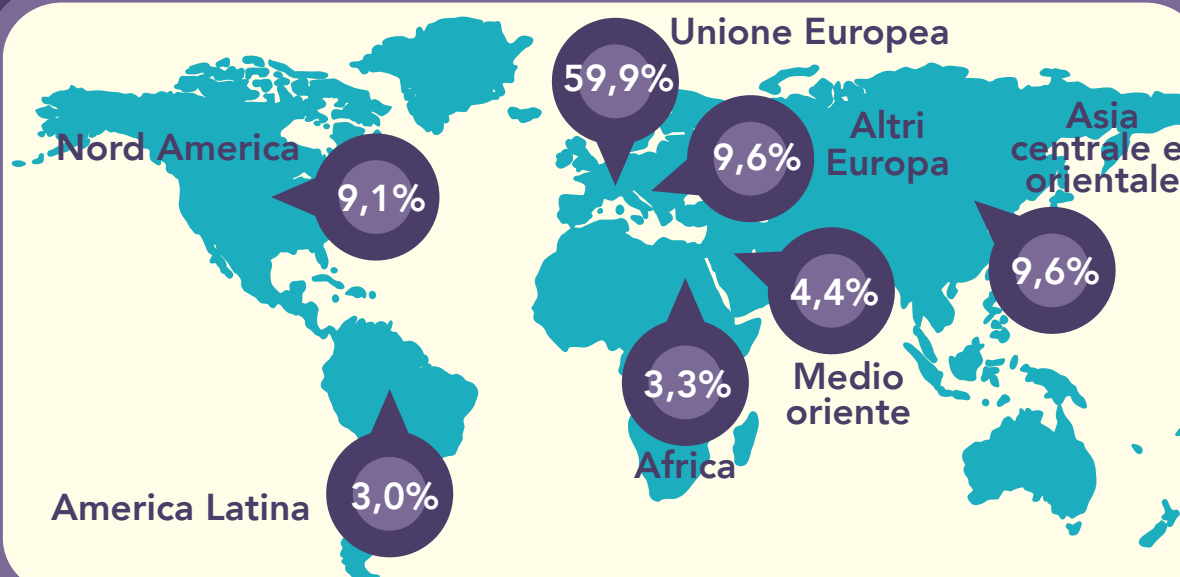 Unione Europea
59,9%
Altri
Europa
9,6%
Asia
centrale e
orientale
9,6%
Nord America
9,1%
4,4%
Medio
oriente
3,3%
Africa
America Latina
3,0%